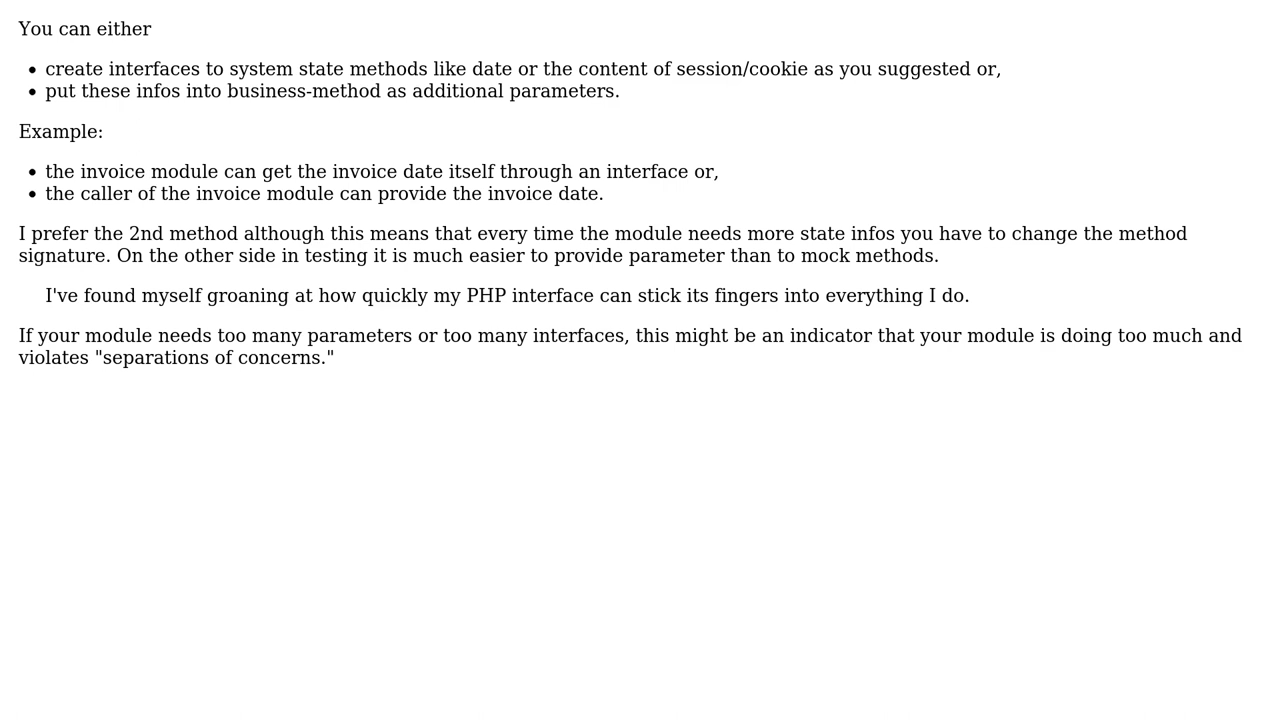 You can either
• create interfaces to system state methods like date or the content of session/cookie as you suggested or,
• put these infos into business-method as additional parameters.
Example:
• the invoice module can get the invoice date itself through an interface or,
• the caller of the invoice module can provide the invoice date.
I prefer the 2nd method although this means that every time the module needs more state infos you have to change the method
signature. On the other side in testing it is much easier to provide parameter than to mock methods.
I've found myself groaning at how quickly my PHP interface can stick its fingers into everything I do.
If your module needs too many parameters or too many interfaces, this might be an indicator that your module is doing too much and
violates "separations of concerns."